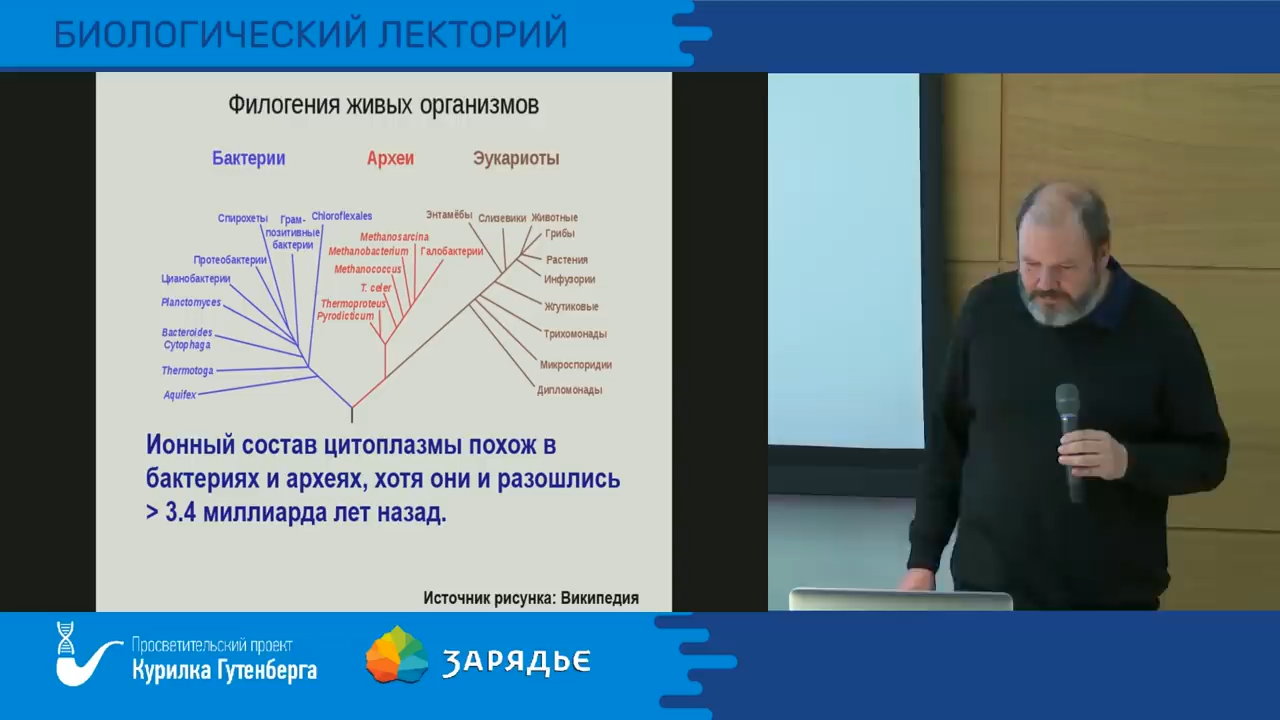 БИОЛОГИЧЕСКИЙ ЛЕКТОРИЙ
Филогения живых организмов
Бактерии
Археи
Эукариоты
Спирохеты
Грам-
позитивные
бактерии
Chloroflexales
Протеобактерии
Цианобактерии
Planctomyces
Bacteroides
Cytophaga
Thermotoga
Aquifex
Methanosarcina
Methanobacterium
Галобактерии
Methanococcus
T. celer
Thermoproteus
Pyrodicticum
Энтамёбы
Слизевики
Животные
Грибы
Растения
Инфузории
Жгутиковые
Трихомонады
Микроспоридии
Дипломонады
Ионный состав цитоплазмы похож в
бактериях и археях, хотя они и разошлись
> 3.4 миллиарда лет назад.
Источник рисунка: Википедия
Просветительский проект
Курилка Гутенберга
ЗАРЯДЬЕ